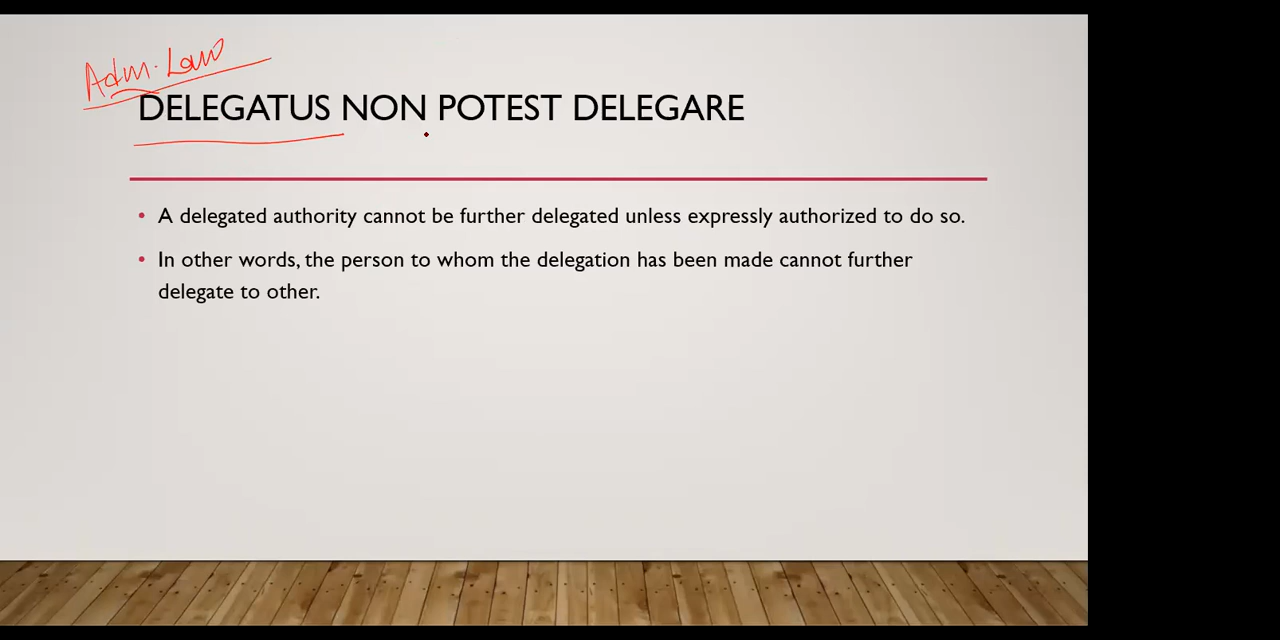 Adm. Law
DELEGATUS NON POTEST DELEGARE
• A delegated authority cannot be further delegated unless expressly authorized to do so.
• In other words, the person to whom the delegation has been made cannot further
delegate to other.